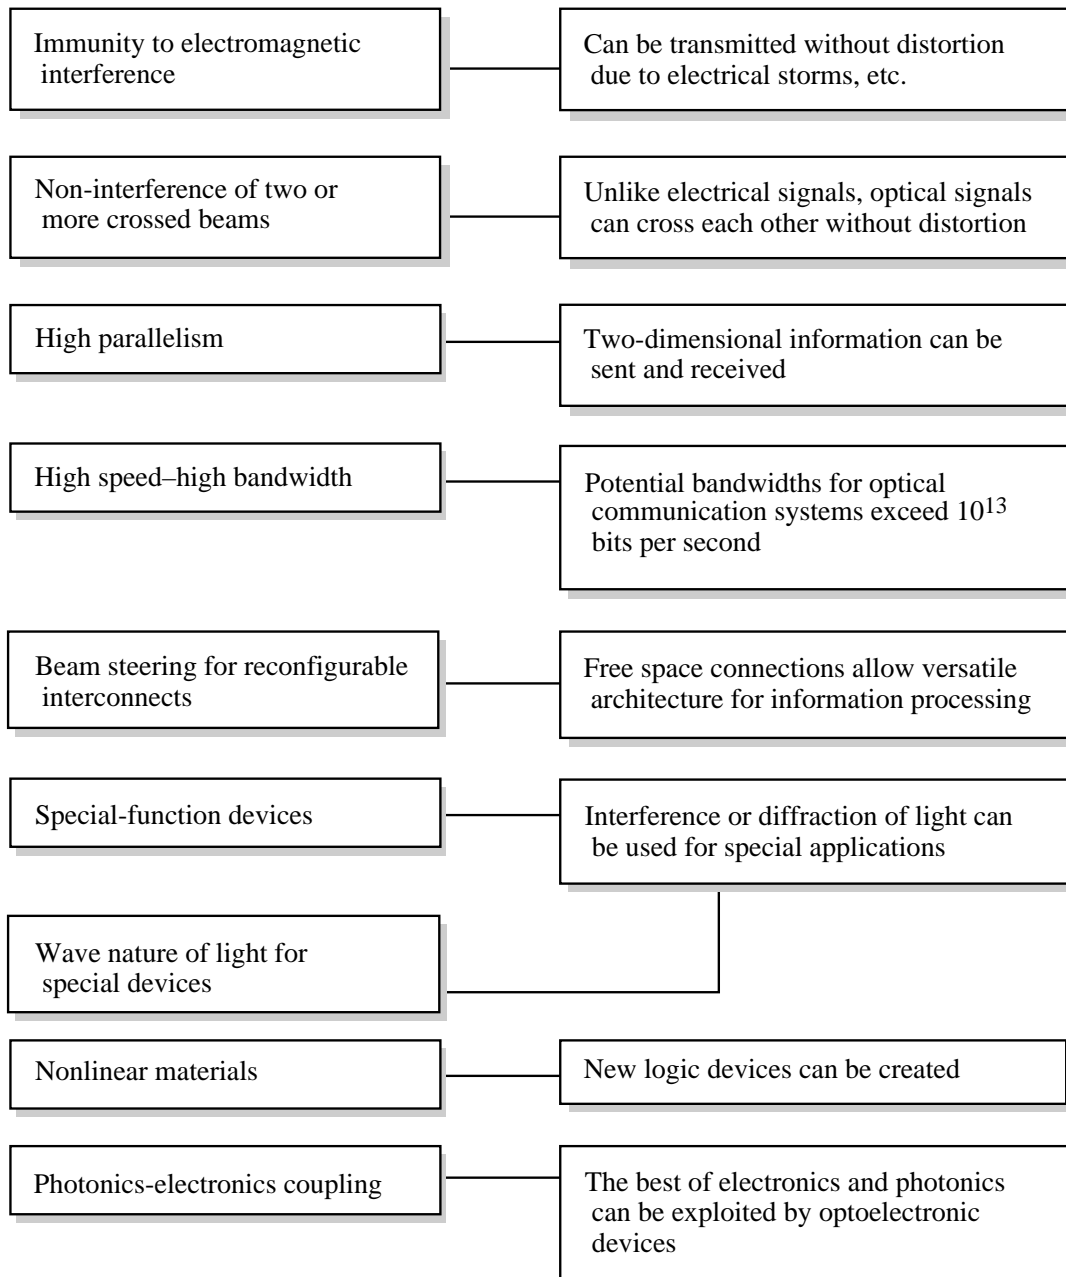 Immunity to electromagnetic
interference
Can be transmitted without distortion
due to electrical storms, etc.
Non-interference of two or
more crossed beams
Unlike electrical signals, optical signals
can cross each other without distortion
High parallelism
Two-dimensional information can be
sent and received
High speed–high bandwidth
Potential bandwidths for optical
communication systems exceed 10¹³
bits per second
Beam steering for reconfigurable
interconnects
Free space connections allow versatile
architecture for information processing
Special-function devices
Interference or diffraction of light can
be used for special applications
Wave nature of light for
special devices
Nonlinear materials
New logic devices can be created
Photonics-electronics coupling
The best of electronics and photonics
can be exploited by optoelectronic
devices